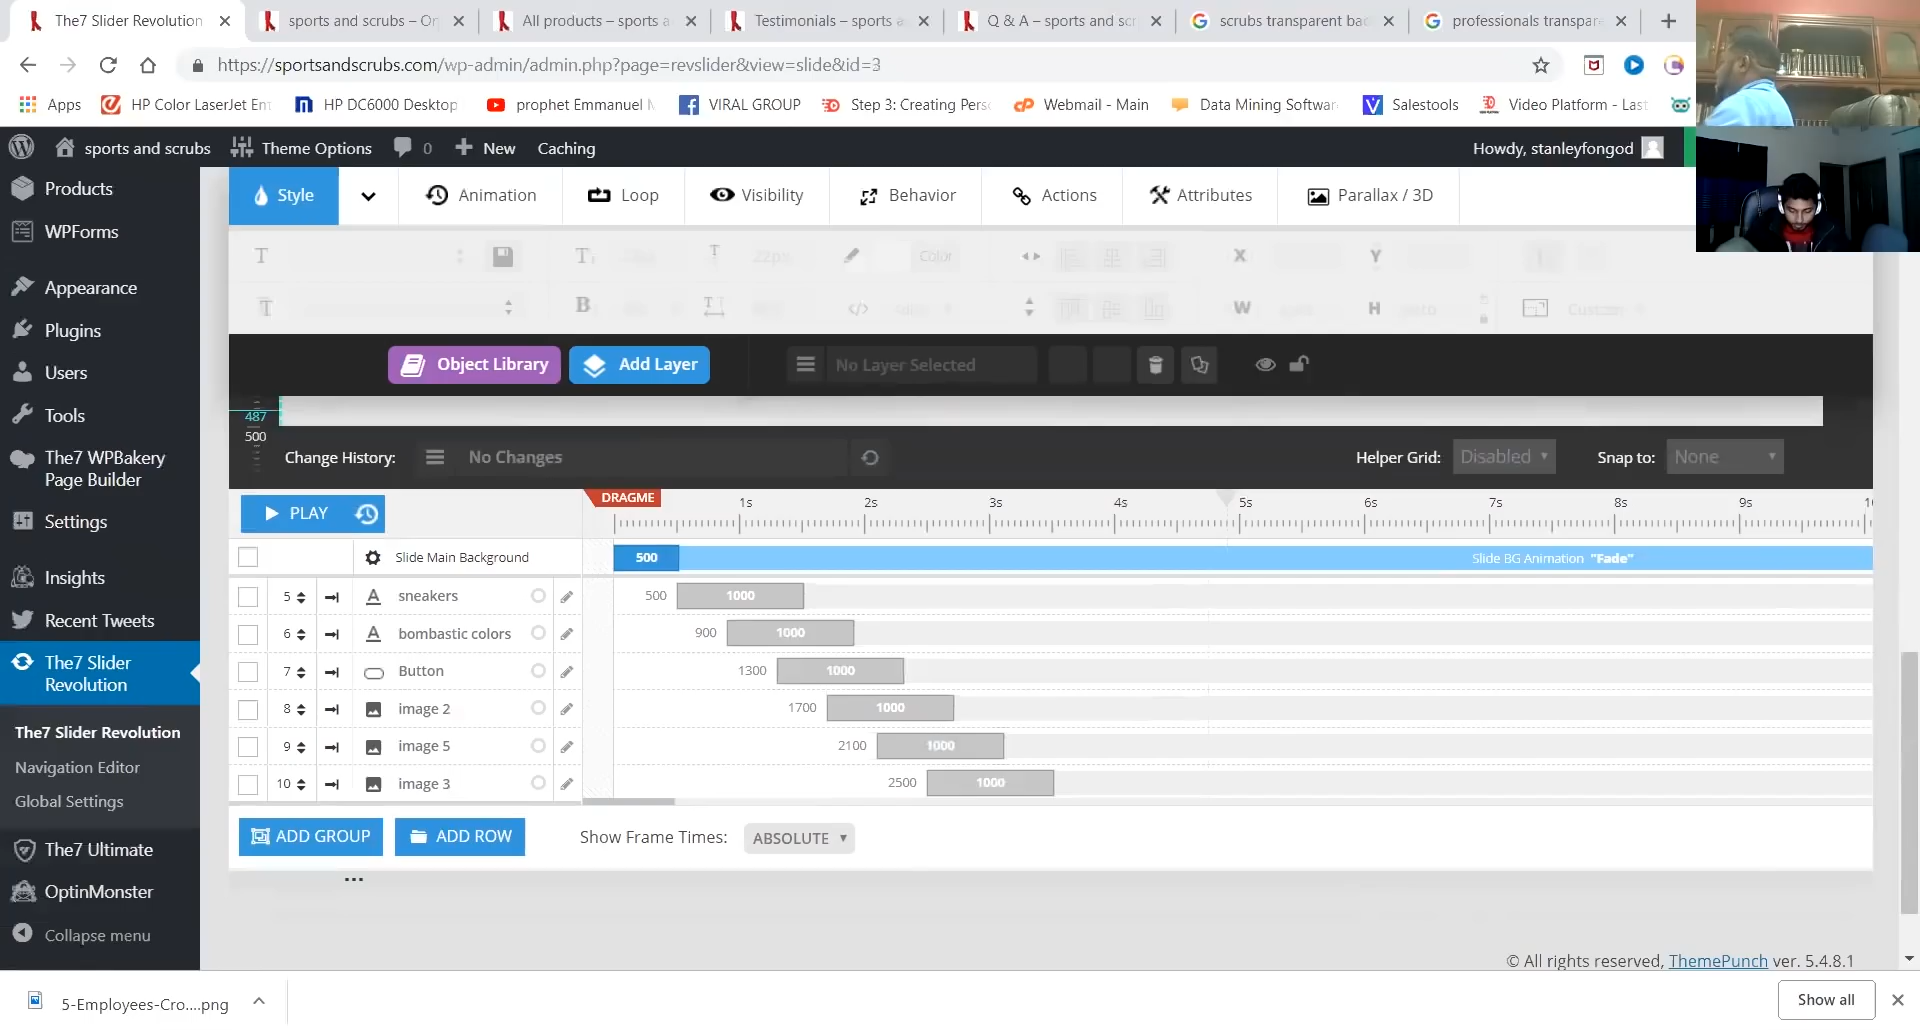 The7 Slider Revolution
sports and scrubs – Or
All products – sports a
Testimonials – sports a
Q & A – sports and scr
scrubs transparent bac
professionals transpar
https://sportsandscrubs.com/wp-admin/admin.php?page=revslider&view=slide&id=3
Apps
HP Color LaserJet Ent
HP DC6000 Desktop
prophet Emmanuel M
VIRAL GROUP
Step 3: Creating Pers
Webmail - Main
Data Mining Softwar
Salestools
Video Platform - Last
sports and scrubs
Theme Options
0
New
Caching
Howdy, stanleyfongod
Products
WPForms
Appearance
Plugins
Users
Tools
The7 WPBakery
Page Builder
Settings
Insights
Recent Tweets
The7 Slider
Revolution
The7 Slider Revolution
Navigation Editor
Global Settings
The7 Ultimate
OptinMonster
Collapse menu
Style
Animation
Loop
Visibility
Behavior
Actions
Attributes
Parallax / 3D
22px
Color
X
Y
W
H
Custom
Object Library
Add Layer
No Layer Selected
487
500
Change History:
No Changes
Helper Grid:
Disabled
Snap to:
None
PLAY
DRAGME
1s
2s
3s
4s
5s
6s
7s
8s
9s
Slide Main Background
500
Slide BG Animation "Fade"
5
sneakers
500
1000
6
bombastic colors
900
1000
7
Button
1300
1000
8
image 2
1700
1000
9
image 5
2100
1000
10
image 3
2500
1000
ADD GROUP
ADD ROW
Show Frame Times:
ABSOLUTE
...
© All rights reserved, ThemePunch ver. 5.4.8.1
5-Employees-Cro....png
Show all